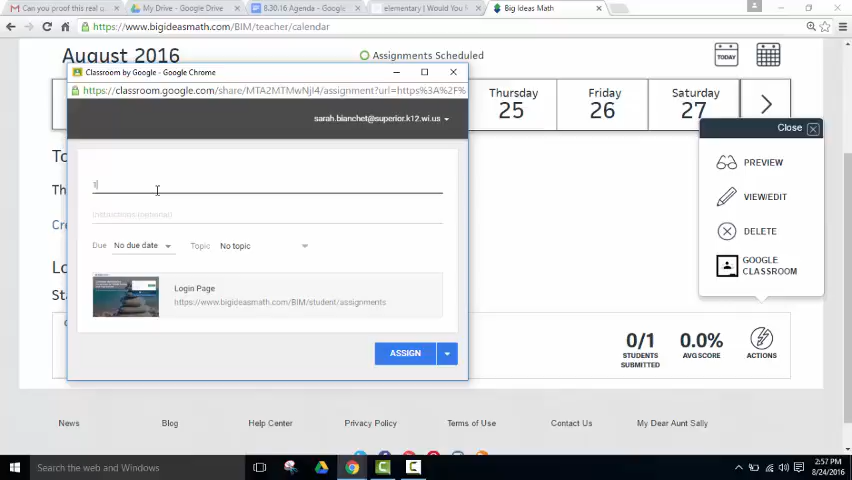 Can you proof this real
My Drive - Google Drive
8.30.16 Agenda - Google
elementary | Would You
Big Ideas Math
https://www.bigideasmath.com/BIM/teacher/calendar
August 2016
Assignments Scheduled
TODAY
Classroom by Google - Google Chrome
https://classroom.google.com/share/MTA2MTMwNjI4/assignment?url=https%3A%2F%
sarah.bianchet@superior.k12.wi.us
Thursday
25
Friday
26
Saturday
27
Close
PREVIEW
VIEW/EDIT
DELETE
GOOGLE
CLASSROOM
Instructions (optional)
Due No due date Topic No topic
Login Page
https://www.bigideasmath.com/BIM/student/assignments
ASSIGN
0/1
STUDENTS
SUBMITTED
0.0%
AVG SCORE
ACTIONS
News Blog Help Center Privacy Policy Terms of Use Contact Us My Dear Aunt Sally
Search the web and Windows
2:57 PM
8/24/2016